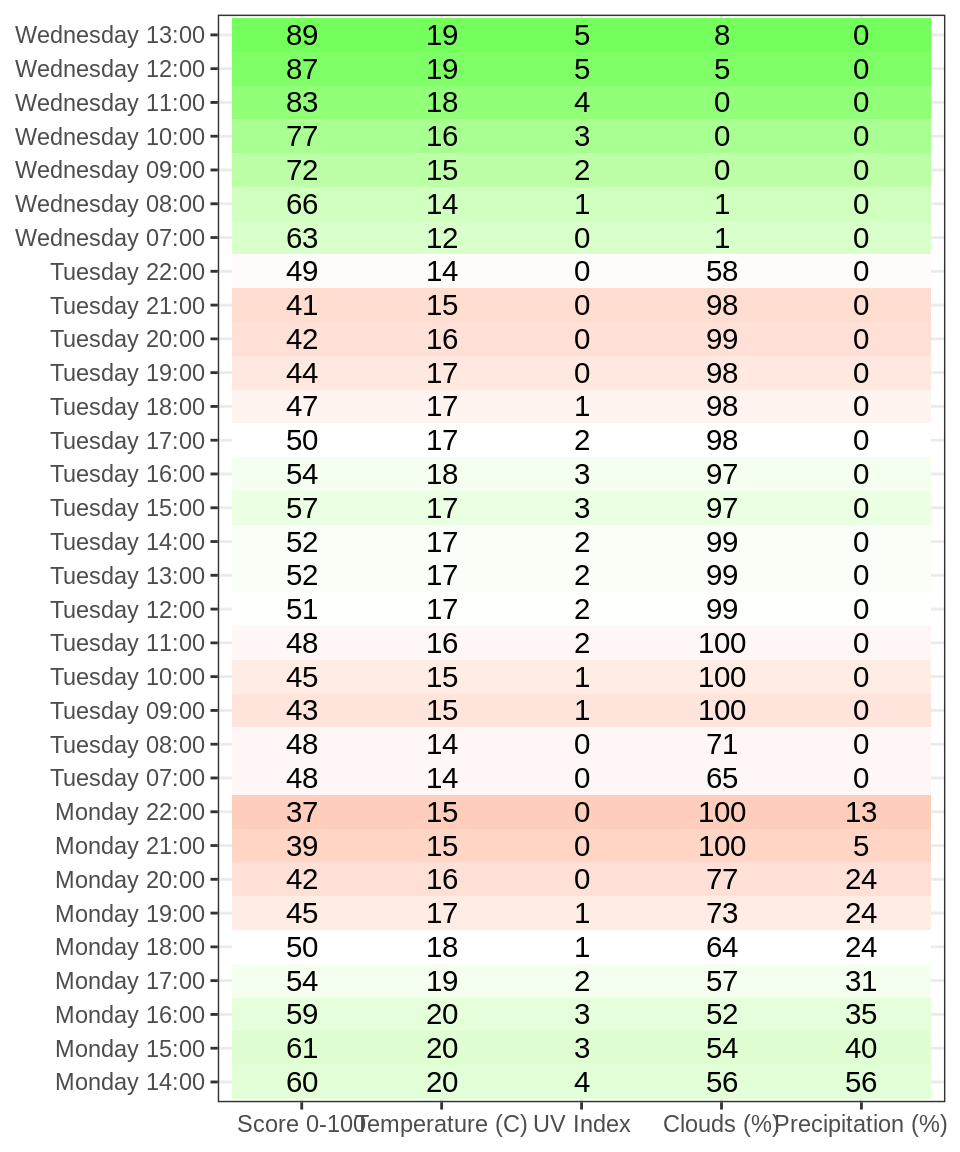 Wednesday 13:00 89 19 5 8 0
Wednesday 12:00 87 19 5 5 0
Wednesday 11:00 83 18 4 0 0
Wednesday 10:00 77 16 3 0 0
Wednesday 09:00 72 15 2 0 0
Wednesday 08:00 66 14 1 1 0
Wednesday 07:00 63 12 0 1 0
Tuesday 22:00 49 14 0 58 0
Tuesday 21:00 41 15 0 98 0
Tuesday 20:00 42 16 0 99 0
Tuesday 19:00 44 17 0 98 0
Tuesday 18:00 47 17 1 98 0
Tuesday 17:00 50 17 2 98 0
Tuesday 16:00 54 18 3 97 0
Tuesday 15:00 57 17 3 97 0
Tuesday 14:00 52 17 2 99 0
Tuesday 13:00 52 17 2 99 0
Tuesday 12:00 51 17 2 99 0
Tuesday 11:00 48 16 2 100 0
Tuesday 10:00 45 15 1 100 0
Tuesday 09:00 43 15 1 100 0
Tuesday 08:00 48 14 0 71 0
Tuesday 07:00 48 14 0 65 0
Monday 22:00 37 15 0 100 13
Monday 21:00 39 15 0 100 5
Monday 20:00 42 16 0 77 24
Monday 19:00 45 17 1 73 24
Monday 18:00 50 18 1 64 24
Monday 17:00 54 19 2 57 31
Monday 16:00 59 20 3 52 35
Monday 15:00 61 20 3 54 40
Monday 14:00 60 20 4 56 56
Score 0-100 Temperature (C) UV Index Clouds (%) Precipitation (%)